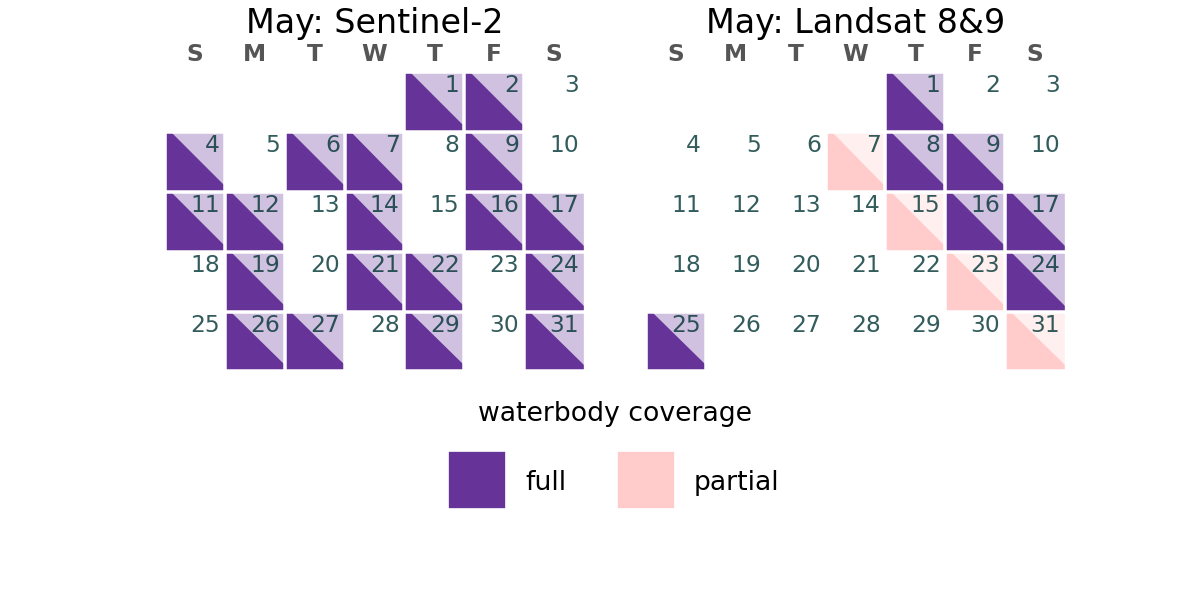 May: Sentinel-2
S M T W T F S
1 2 3
4 5 6 7 8 9 10
11 12 13 14 15 16 17
18 19 20 21 22 23 24
25 26 27 28 29 30 31
May: Landsat 8&9
S M T W T F S
1 2 3
4 5 6 7 8 9 10
11 12 13 14 15 16 17
18 19 20 21 22 23 24
25 26 27 28 29 30 31
waterbody coverage
full
partial